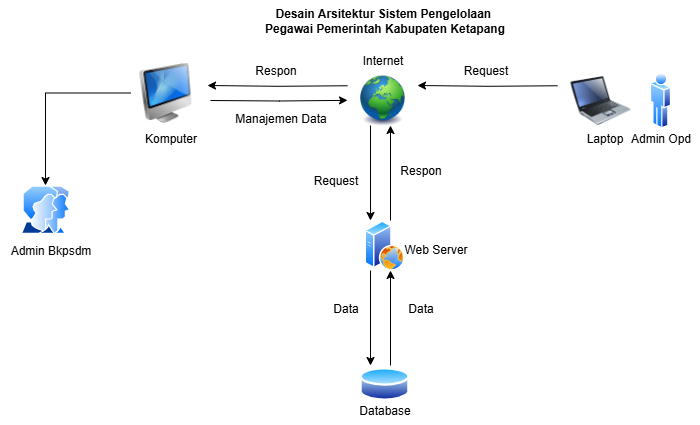 Desain Arsitektur Sistem Pengelolaan
Pegawai Pemerintah Kabupaten Ketapang
Respon
Internet
Request
Manajemen Data
Komputer
Laptop
Admin Opd
Request
Respon
Admin Bkpsdm
Web Server
Data
Data
Database